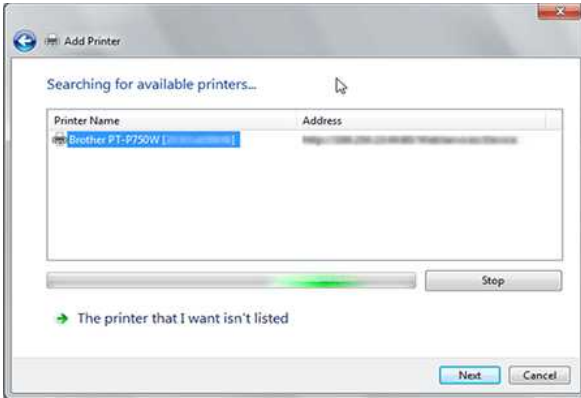 Add Printer
Searching for available printers...
Printer Name Address
Brother PT-P750W [ ]
Stop
The printer that I want isn't listed
Next Cancel